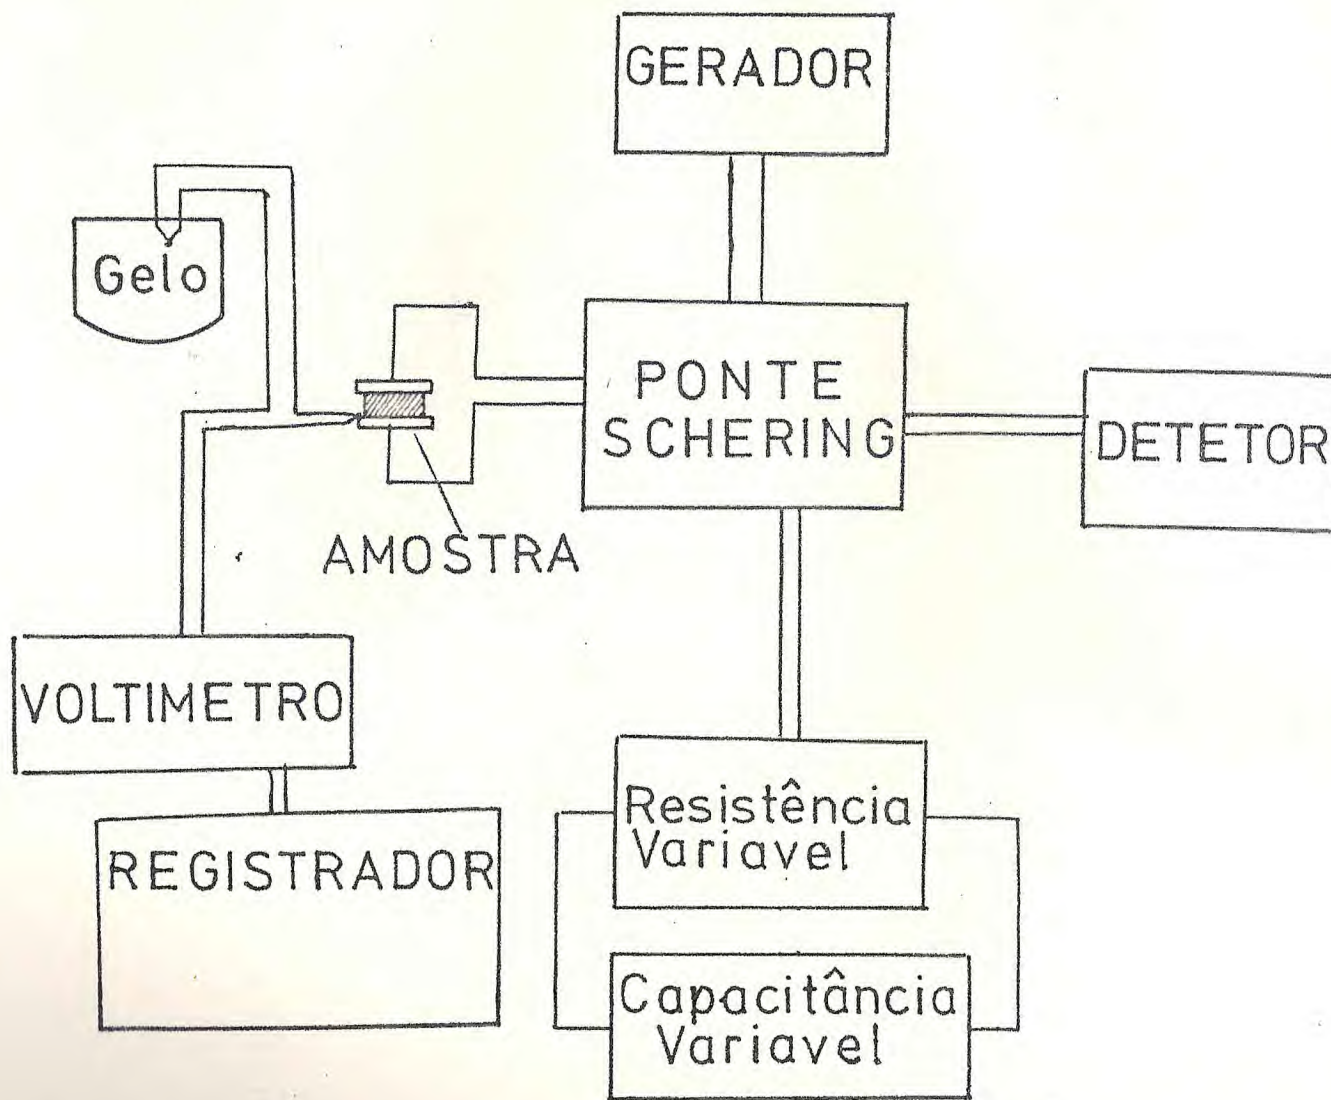 GERADOR
Gelo
PONTE
SCHERING
DETETOR
AMOSTRA
VOLTIMETRO
REGISTRADOR
Resistência
Variavel
Capacitância
Variavel